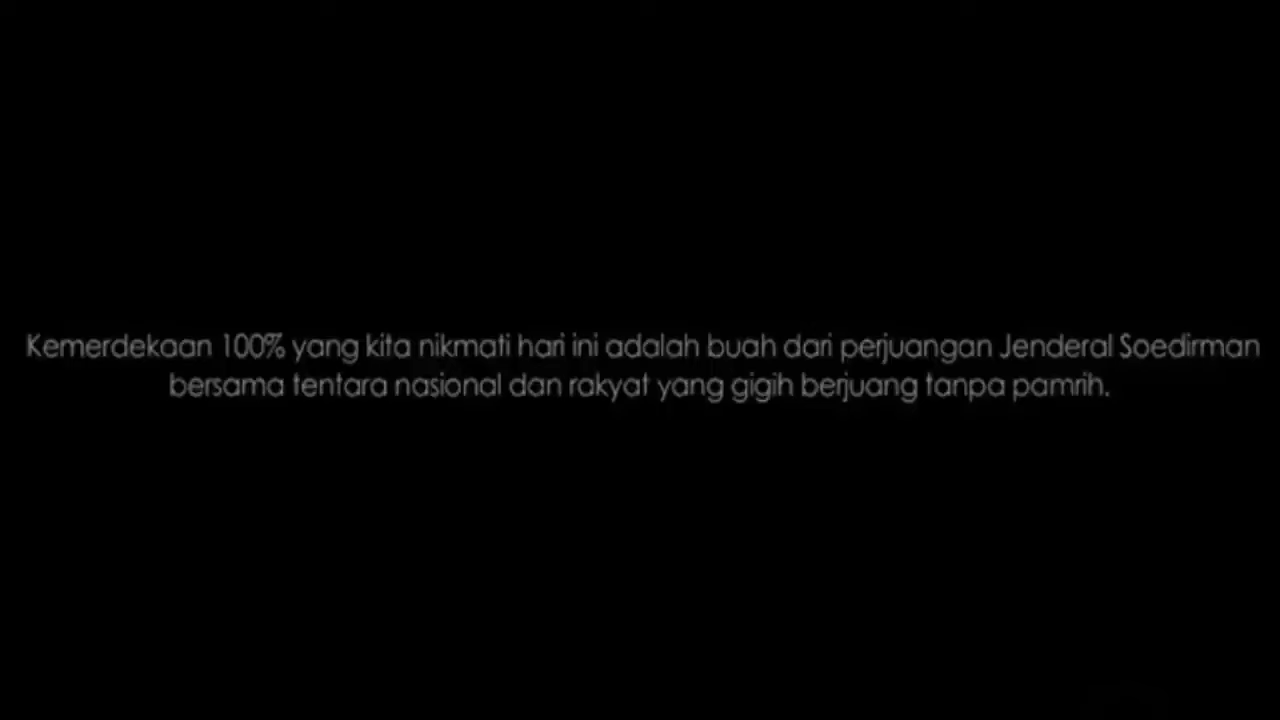 Kemerdekaan 100% yang kita nikmati hari ini adalah buah dari perjuangan Jenderal Soedirman
bersama tentara nasional dan rakyat yang gigih berjuang tanpa pamrih.